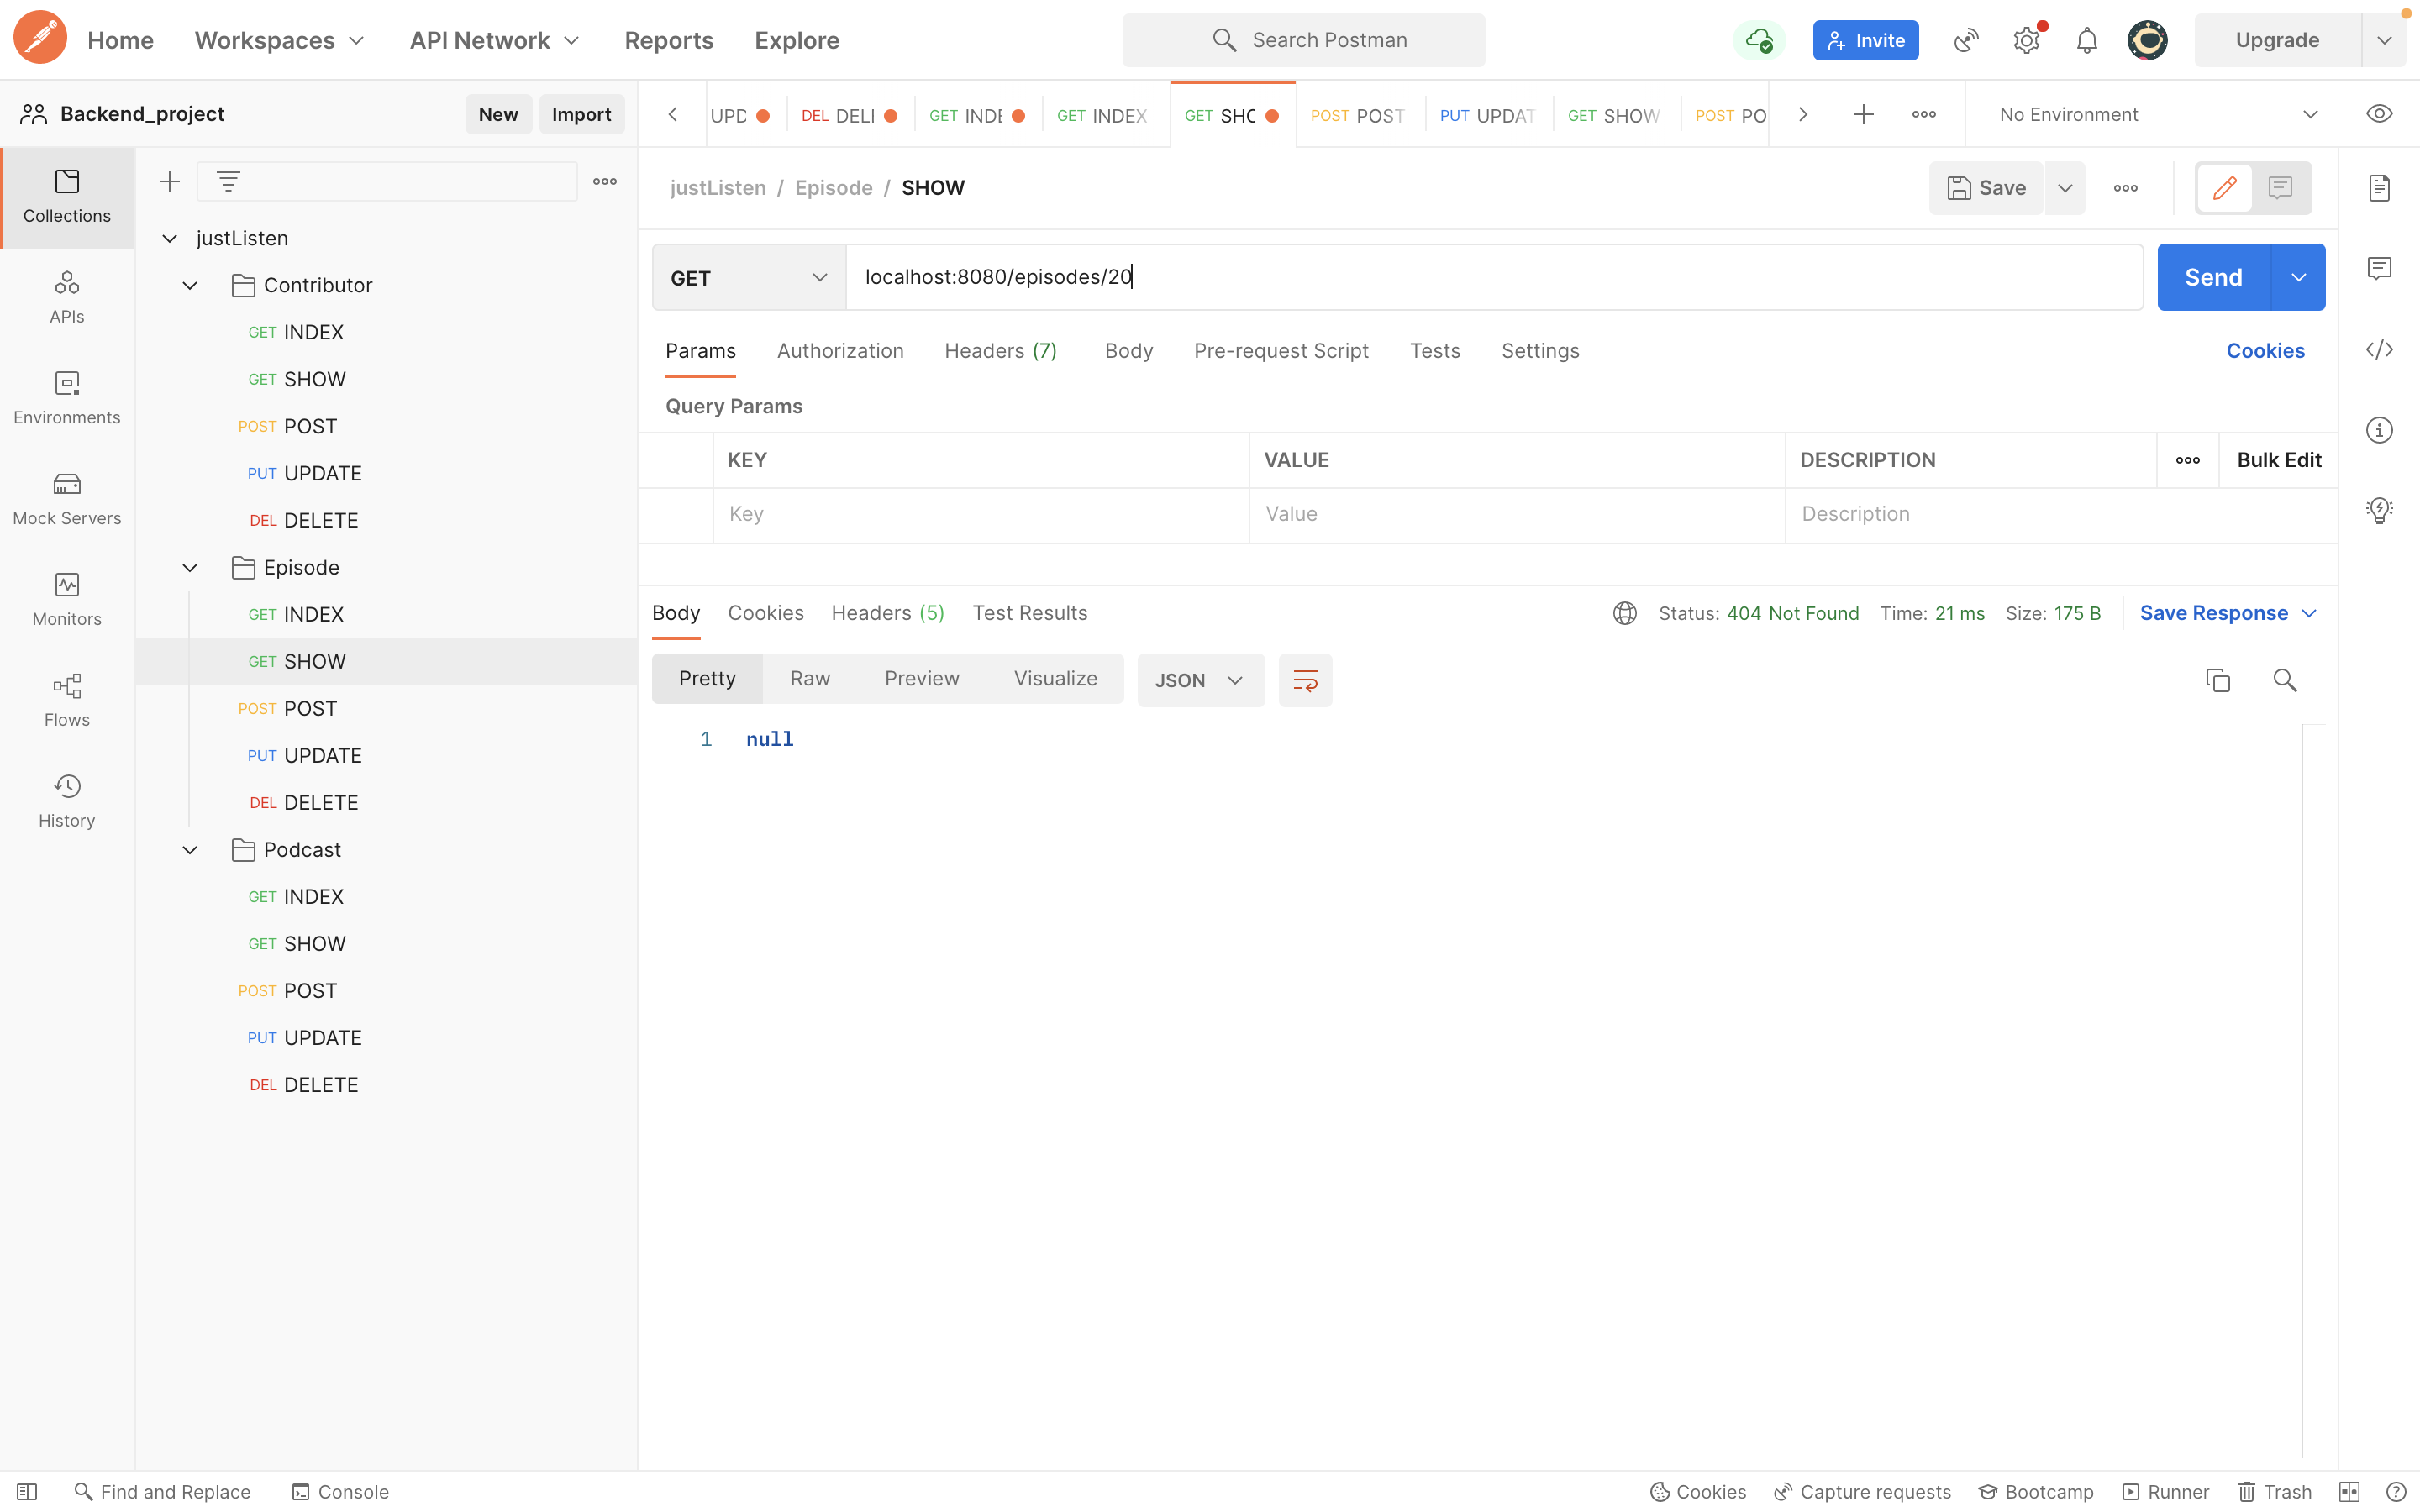 Home Workspaces API Network Reports Explore Search Postman Invite Upgrade
Backend_project New Import UPD DEL DELI GET INDE GET INDEX GET SHO POST POST PUT UPDAT GET SHOW POST PO No Environment
Collections
APIs
Environments
Mock Servers
Monitors
Flows
History
justListen
Contributor
GET INDEX
GET SHOW
POST POST
PUT UPDATE
DEL DELETE
Episode
GET INDEX
GET SHOW
POST POST
PUT UPDATE
DEL DELETE
Podcast
GET INDEX
GET SHOW
POST POST
PUT UPDATE
DEL DELETE
justListen / Episode / SHOW Save
GET localhost:8080/episodes/20 Send
Params Authorization Headers (7) Body Pre-request Script Tests Settings Cookies
Query Params
KEY VALUE DESCRIPTION Bulk Edit
Key Value Description
Body Cookies Headers (5) Test Results Status: 404 Not Found Time: 21 ms Size: 175 B Save Response
Pretty Raw Preview Visualize JSON
1 null
Find and Replace Console Cookies Capture requests Bootcamp Runner Trash